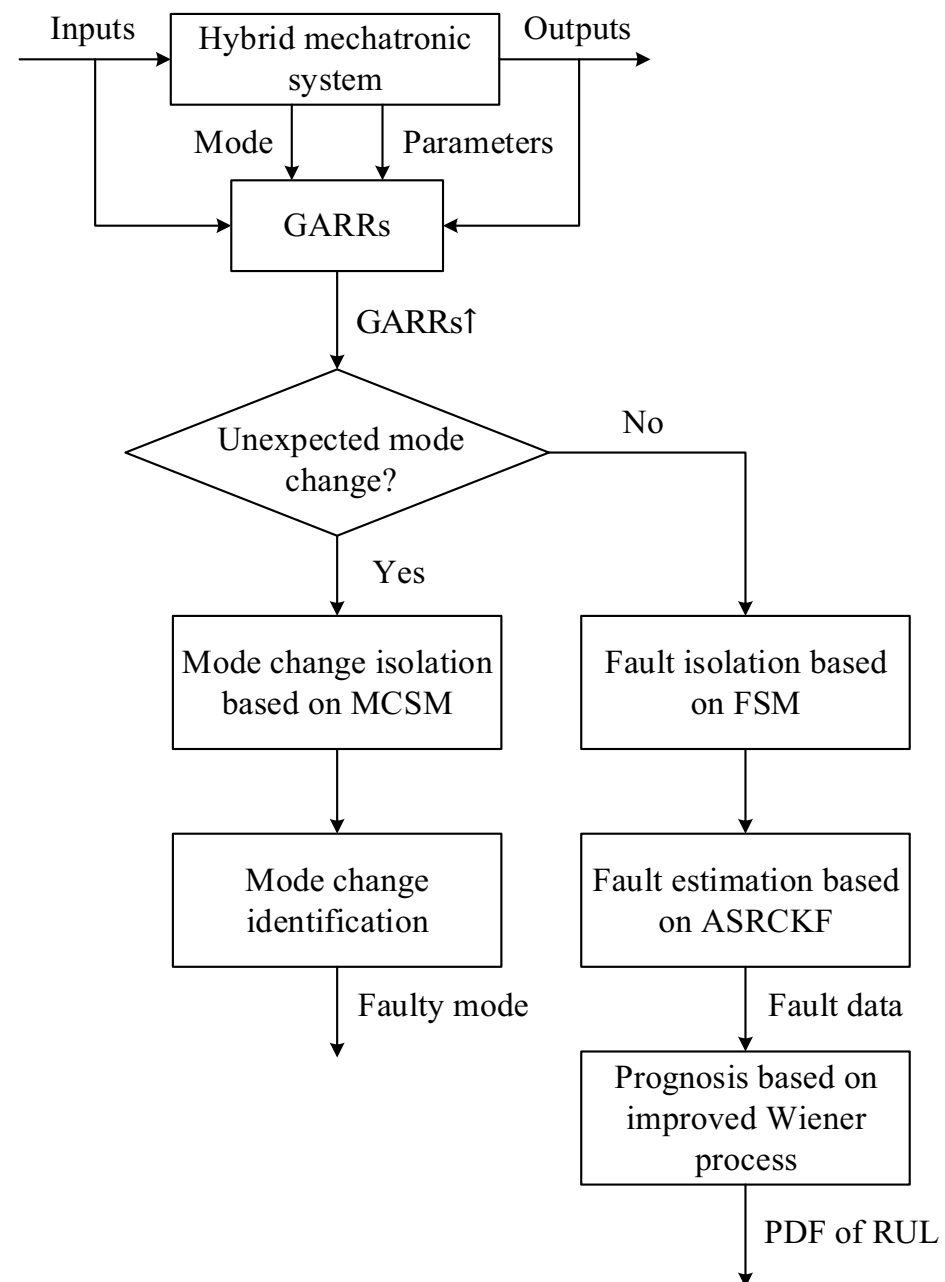 Inputs
Hybrid mechatronic
system
Outputs
Mode
Parameters
GARRs
GARRs↑
Unexpected mode
change?
No
Yes
Mode change isolation
based on MCSM
Fault isolation based
on FSM
Mode change
identification
Fault estimation based
on ASRCKF
Faulty mode
Fault data
Prognosis based on
improved Wiener
process
PDF of RUL